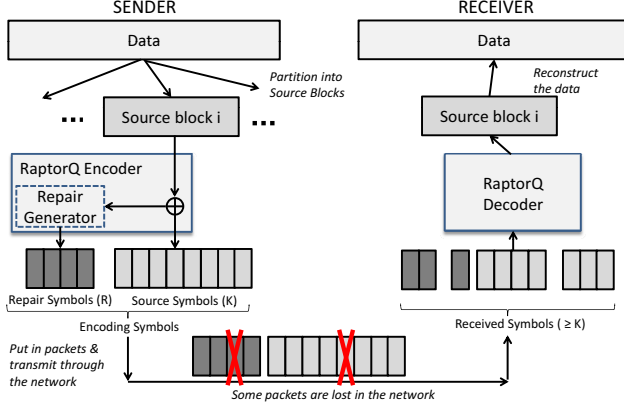 SENDER
RECEIVER
Data
Data
Partition into
Source Blocks
Reconstruct
the data
...
Source block i
...
Source block i
RaptorQ Encoder
Repair
Generator
RaptorQ
Decoder
Repair Symbols (R)
Source Symbols (K)
Encoding Symbols
Received Symbols ( ≥ K)
Put in packets &
transmit through
the network
Some packets are lost in the network